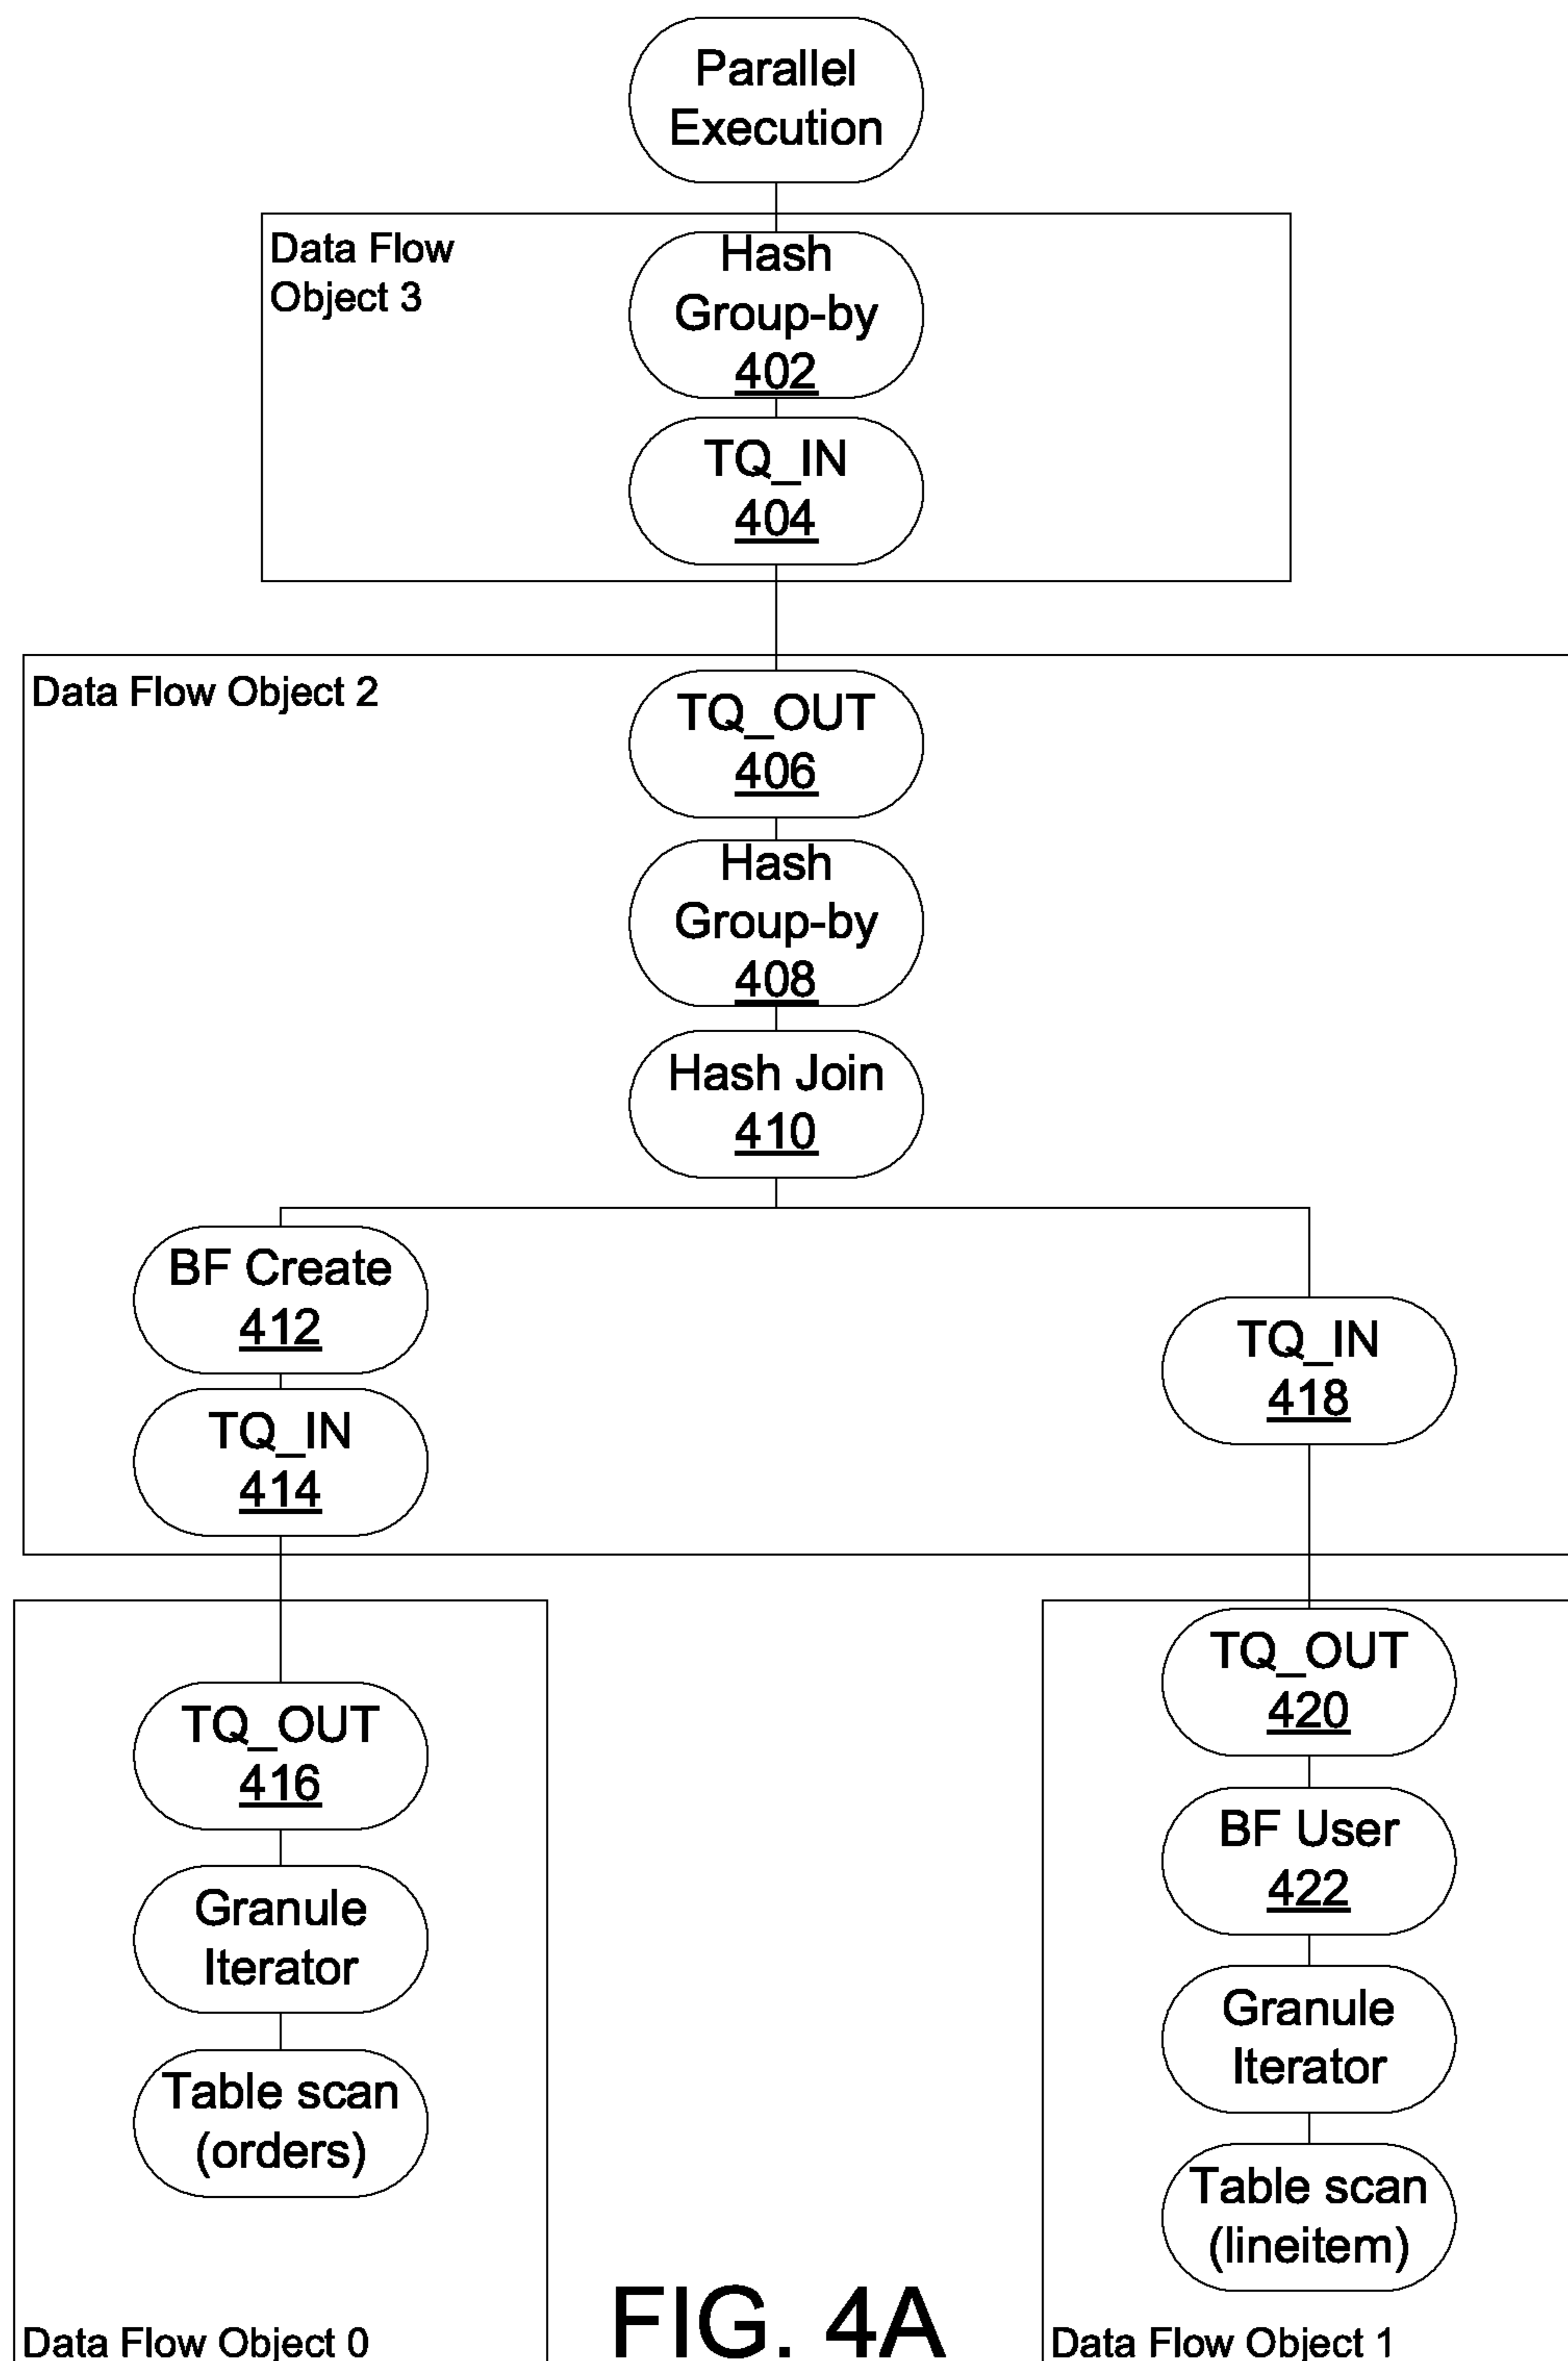 Parallel
Execution
Data Flow
Object 3
Hash
Group-by
402
TQ_IN
404
Data Flow Object 2
TQ_OUT
406
Hash
Group-by
408
Hash Join
410
BF Create
412
TQ_IN
414
TQ_IN
418
TQ_OUT
416
Granule
Iterator
Table scan
(orders)
Data Flow Object 0
TQ_OUT
420
BF User
422
Granule
Iterator
Table scan
(lineitem)
Data Flow Object 1
FIG. 4A